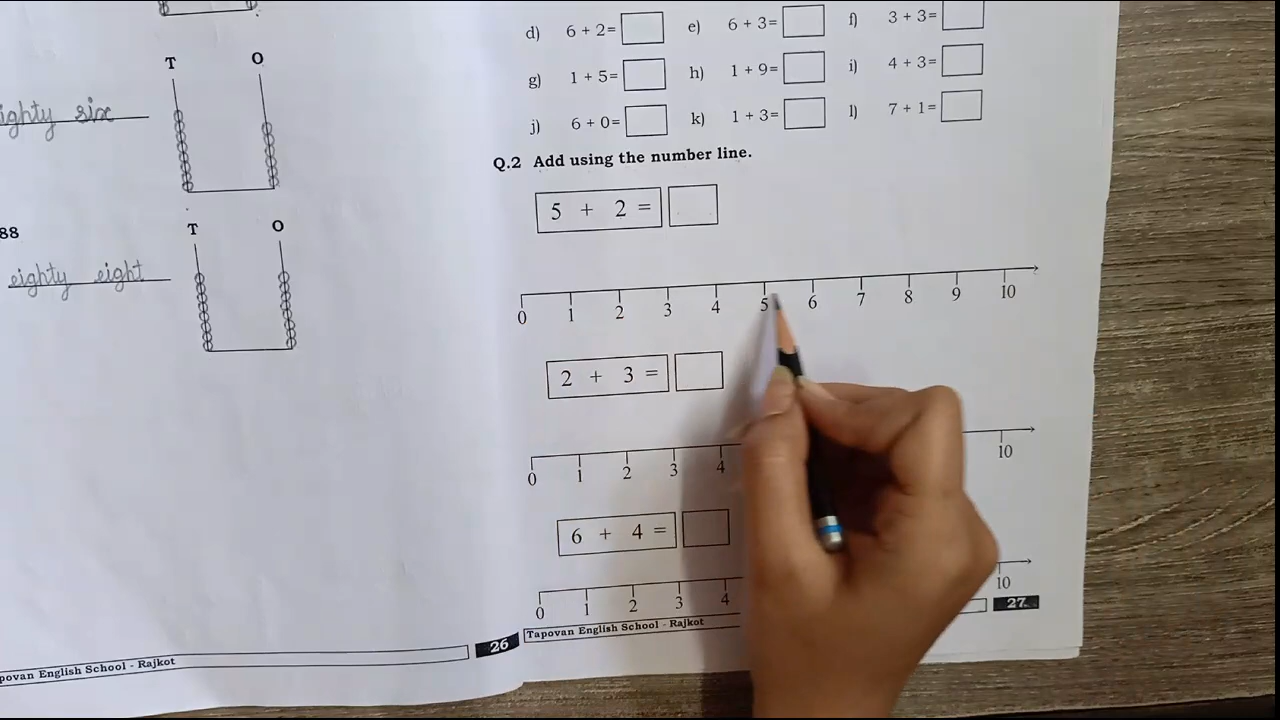 T O
ighty six
88
T O
eighty eight
povan English School - Rajkot
26
d) 6 + 2= e) 6 + 3= f) 3 + 3=
g) 1 + 5= h) 1 + 9= i) 4 + 3=
j) 6 + 0= k) 1 + 3= l) 7 + 1=
Q.2 Add using the number line.
5 + 2 =
0 1 2 3 4 5 6 7 8 9 10
2 + 3 =
0 1 2 3 4 10
6 + 4 =
0 1 2 3 4 10
Tapovan English School - Rajkot
27